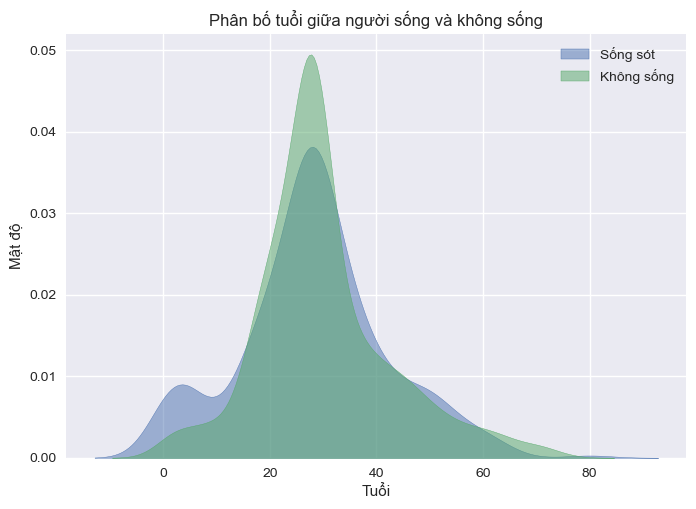 Phân bố tuổi giữa người sống và không sống
Sống sót
Không sống
Mật độ
0.05
0.04
0.03
0.02
0.01
0.00
0
20
40
60
80
Tuổi